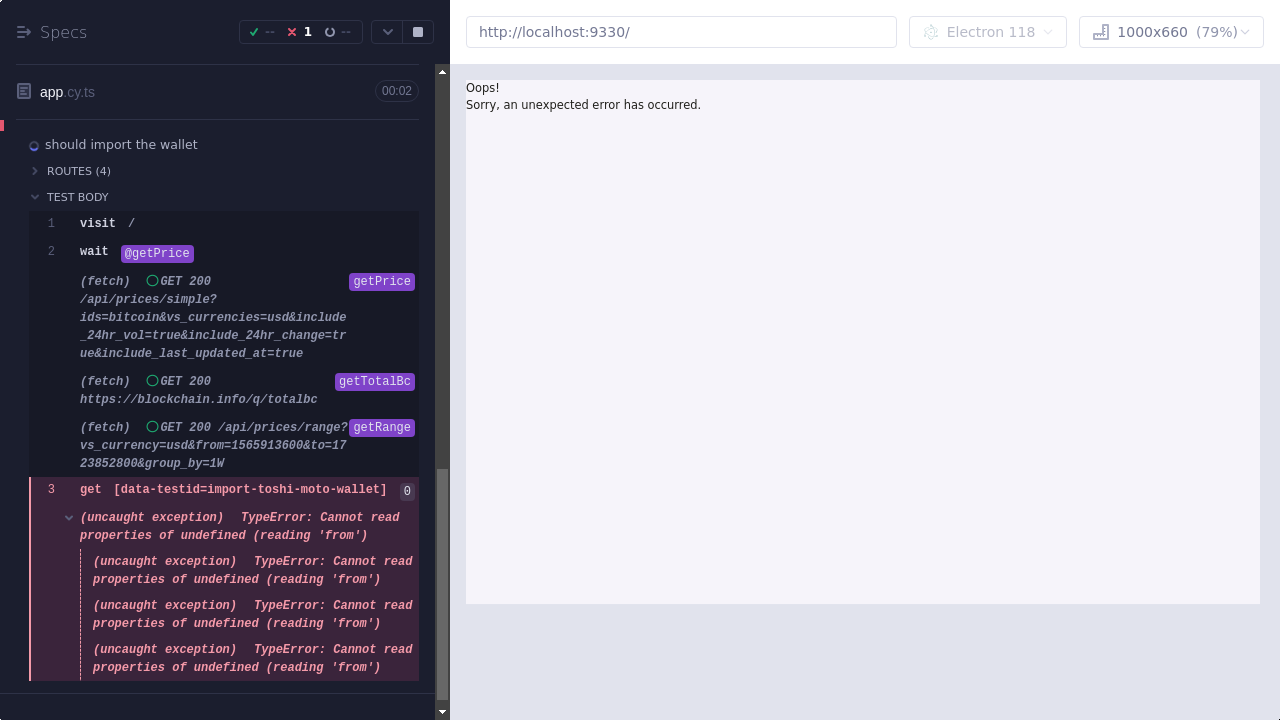 Specs
-- 1 --
app.cy.ts
00:02
should import the wallet
ROUTES (4)
TEST BODY
1 visit /
2 wait @getPrice
(fetch) GET 200 getPrice
/api/prices/simple?
ids=bitcoin&vs_currencies=usd&include
_24hr_vol=true&include_24hr_change=tr
ue&include_last_updated_at=true
(fetch) GET 200 getTotalBc
https://blockchain.info/q/totalbc
(fetch) GET 200 /api/prices/range? getRange
vs_currency=usd&from=1565913600&to=17
23852800&group_by=1W
3 get [data-testid=import-toshi-moto-wallet] 0
(uncaught exception) TypeError: Cannot read
properties of undefined (reading 'from')
(uncaught exception) TypeError: Cannot read
properties of undefined (reading 'from')
(uncaught exception) TypeError: Cannot read
properties of undefined (reading 'from')
(uncaught exception) TypeError: Cannot read
properties of undefined (reading 'from')
http://localhost:9330/
Electron 118
1000x660 (79%)
Oops!
Sorry, an unexpected error has occurred.